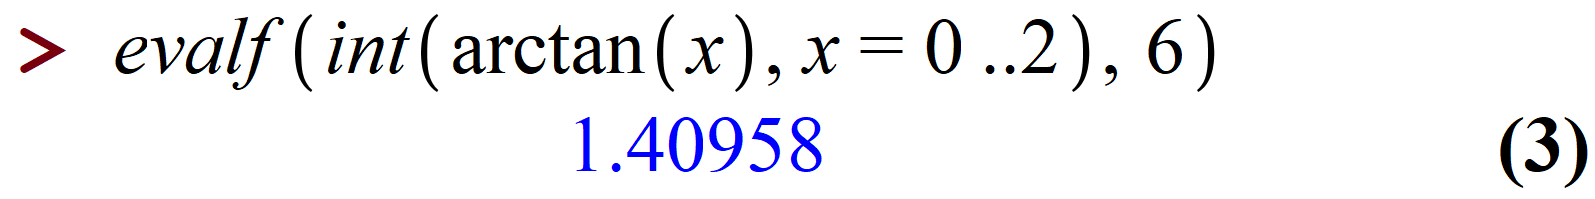 > evalf(int(arctan(x), x = 0 ..2), 6)
1.40958 (3)